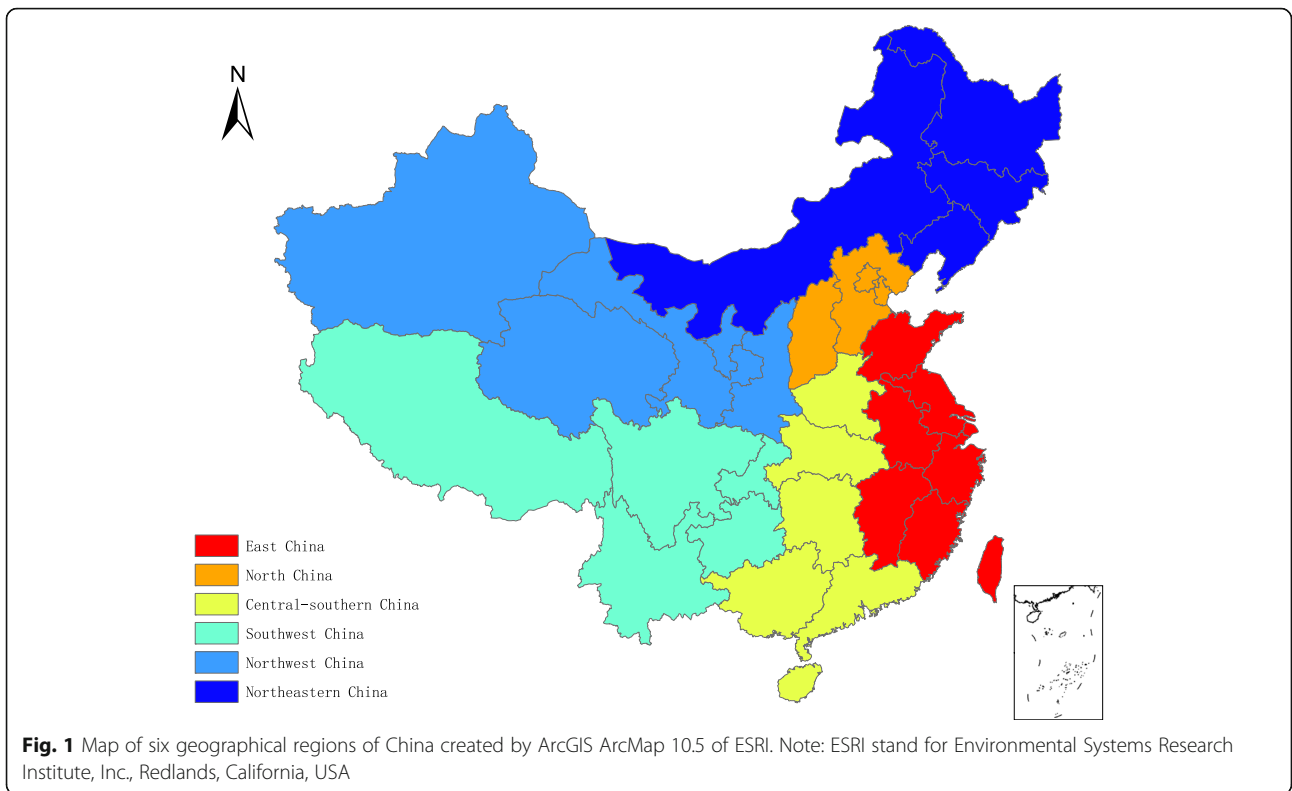 N
East China
North China
Central-southern China
Southwest China
Northwest China
Northeastern China
Fig. 1 Map of six geographical regions of China created by ArcGIS ArcMap 10.5 of ESRI. Note: ESRI stand for Environmental Systems Research
Institute, Inc., Redlands, California, USA